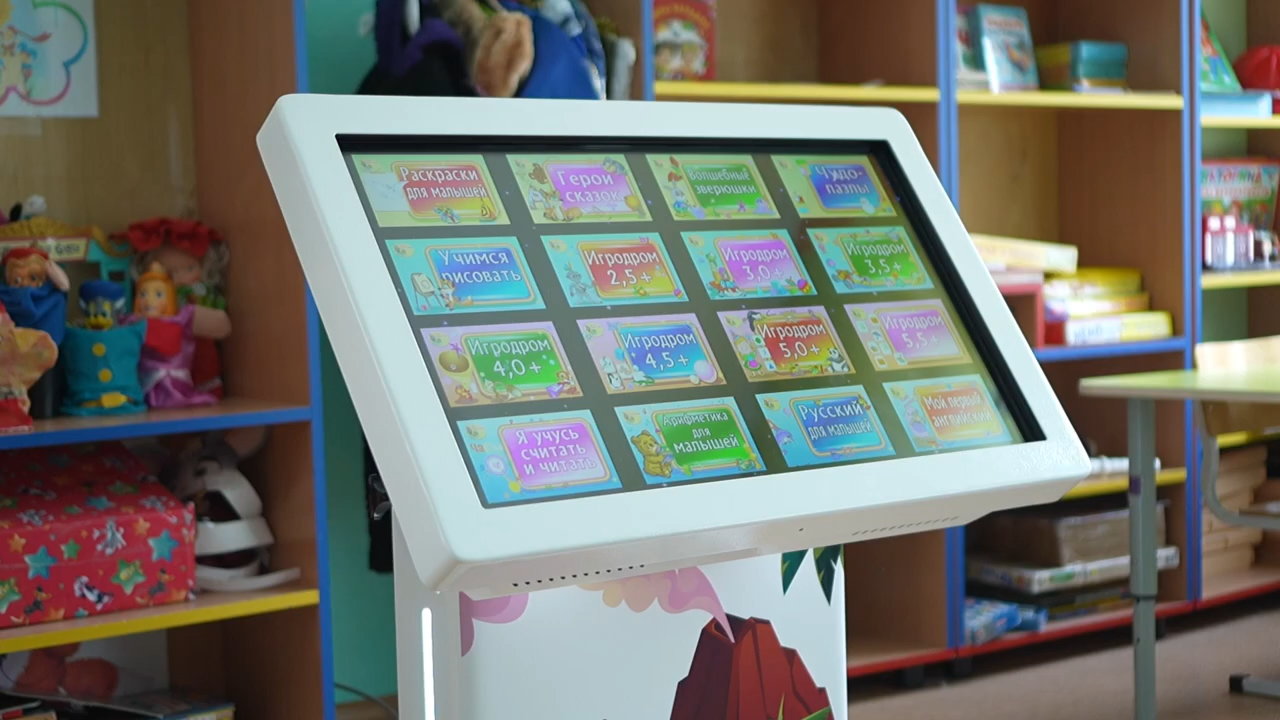 Раскраски
для малышей
Герои
сказок
Волшебные
зверюшки
Чудо-
пазлы
Учимся
рисовать
Игродром
2,5+
Игродром
3,0+
Игродром
3,5+
Игродром
4,0+
Игродром
4,5+
Игродром
5,0+
Игродром
5,5+
Я учусь
считать
и читать
Арифметика
для
малышей
Русский
для малышей
Мой первый
английский